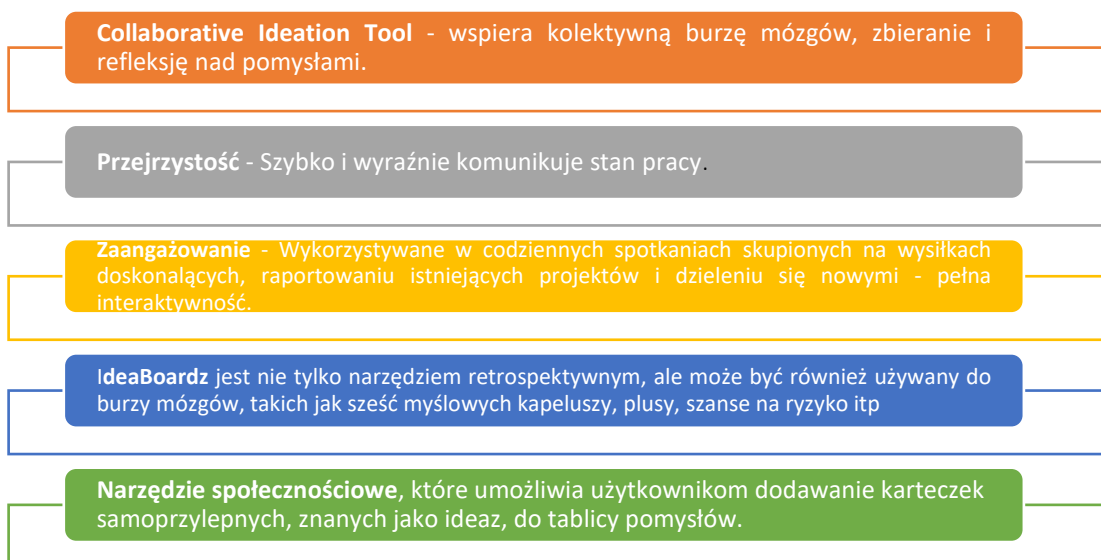 Collaborative Ideation Tool - wspiera kolektywną burzę mózgów, zbieranie i
refleksję nad pomysłami.
Przejrzystość - Szybko i wyraźnie komunikuje stan pracy.
Zaangażowanie - Wykorzystywane w codziennych spotkaniach skupionych na wysiłkach
doskonalących, raportowaniu istniejących projektów i dzieleniu się nowymi - pełna
interaktywność.
IdeaBoardz jest nie tylko narzędziem retrospektywnym, ale może być również używany do
burzy mózgów, takich jak sześć myślowych kapeluszy, plusy, szanse na ryzyko itp
Narzędzie społecznościowe, które umożliwia użytkownikom dodawanie karteczek
samoprzylepnych, znanych jako ideaz, do tablicy pomysłów.